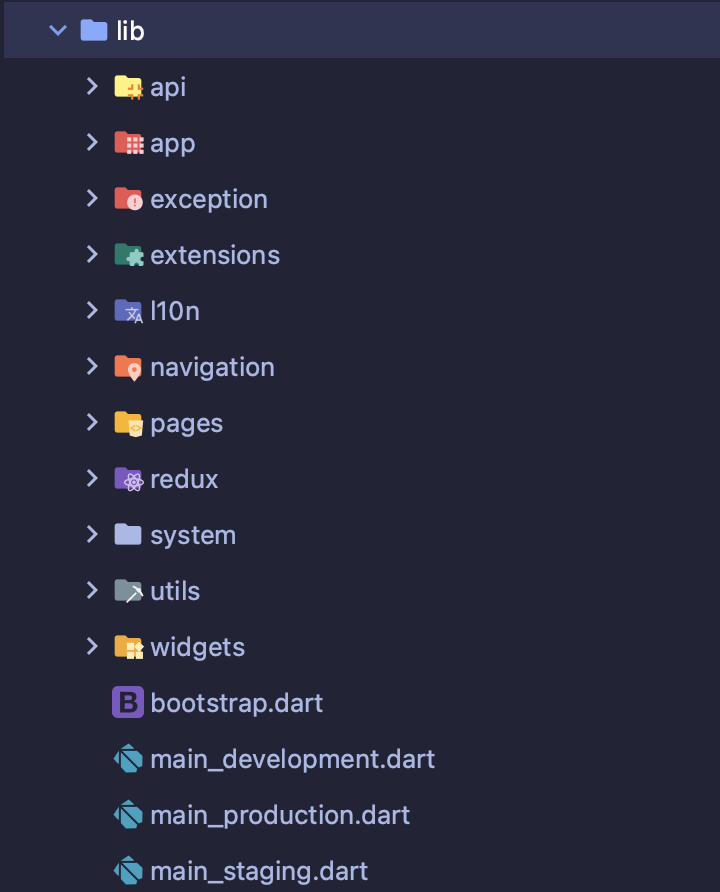 lib
api
app
exception
extensions
l10n
navigation
pages
redux
system
utils
widgets
bootstrap.dart
main_development.dart
main_production.dart
main_staging.dart